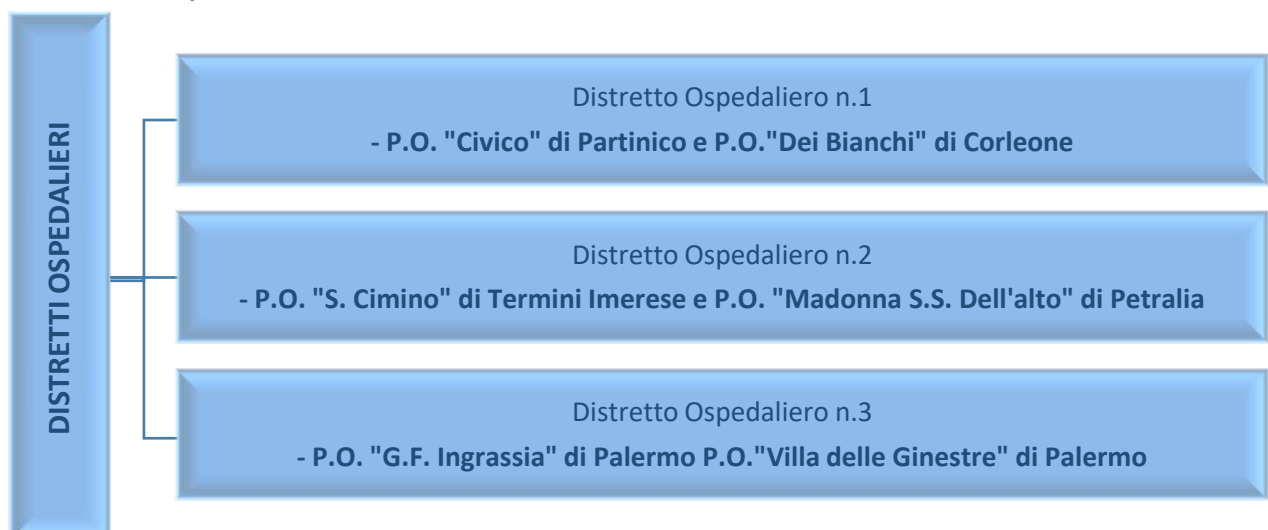 DISTRETTI OSPEDALIERI
Distretto Ospedaliero n.1
- P.O. "Civico" di Partinico e P.O."Dei Bianchi" di Corleone
Distretto Ospedaliero n.2
- P.O. "S. Cimino" di Termini Imerese e P.O. "Madonna S.S. Dell'alto" di Petralia
Distretto Ospedaliero n.3
- P.O. "G.F. Ingrassia" di Palermo P.O."Villa delle Ginestre" di Palermo